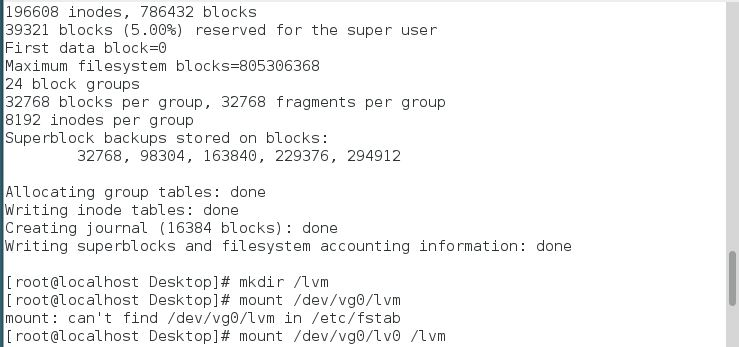 196608 inodes, 786432 blocks
39321 blocks (5.00%) reserved for the super user
First data block=0
Maximum filesystem blocks=805306368
24 block groups
32768 blocks per group, 32768 fragments per group
8192 inodes per group
Superblock backups stored on blocks:
        32768, 98304, 163840, 229376, 294912

Allocating group tables: done
Writing inode tables: done
Creating journal (16384 blocks): done
Writing superblocks and filesystem accounting information: done

[root@localhost Desktop]# mkdir /lvm
[root@localhost Desktop]# mount /dev/vg0/lvm
mount: can't find /dev/vg0/lvm in /etc/fstab
[root@localhost Desktop]# mount /dev/vg0/lv0 /lvm